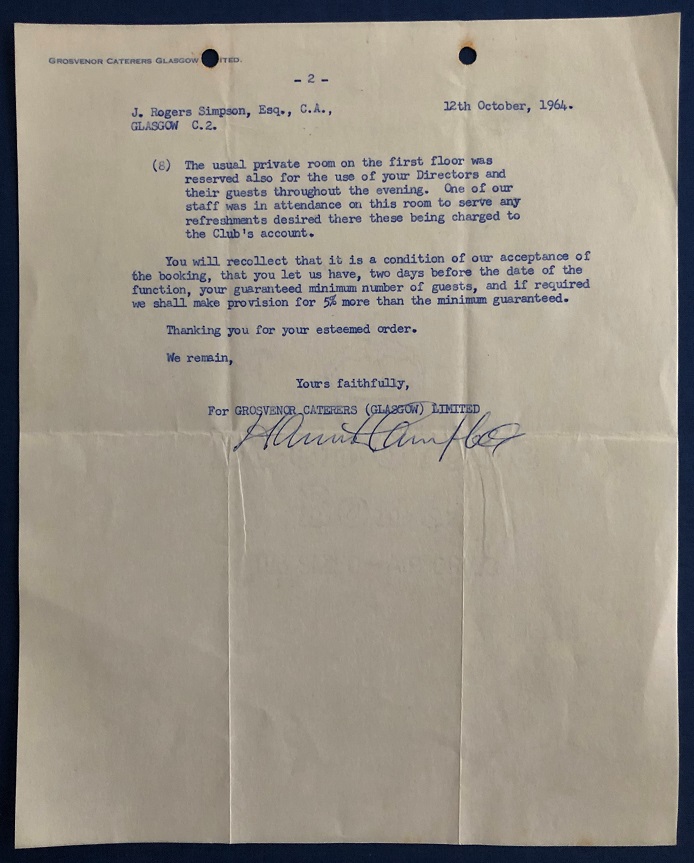 GROSVENOR CATERERS GLASGOW ITED.
- 2 -
J. Rogers Simpson, Esq., C.A., 12th October, 1964.
GLASGOW C.2.
(8) The usual private room on the first floor was
reserved also for the use of your Directors and
their guests throughout the evening. One of our
staff was in attendance on this room to serve any
refreshments desired there these being charged to
the Club's account.
You will recollect that it is a condition of our acceptance of
the booking, that you let us have, two days before the date of the
function, your guaranteed minimum number of guests, and if required
we shall make provision for 5% more than the minimum guaranteed.
Thanking you for your esteemed order.
We remain,
Yours faithfully,
For GROSVENOR CATERERS (GLASGOW) LIMITED